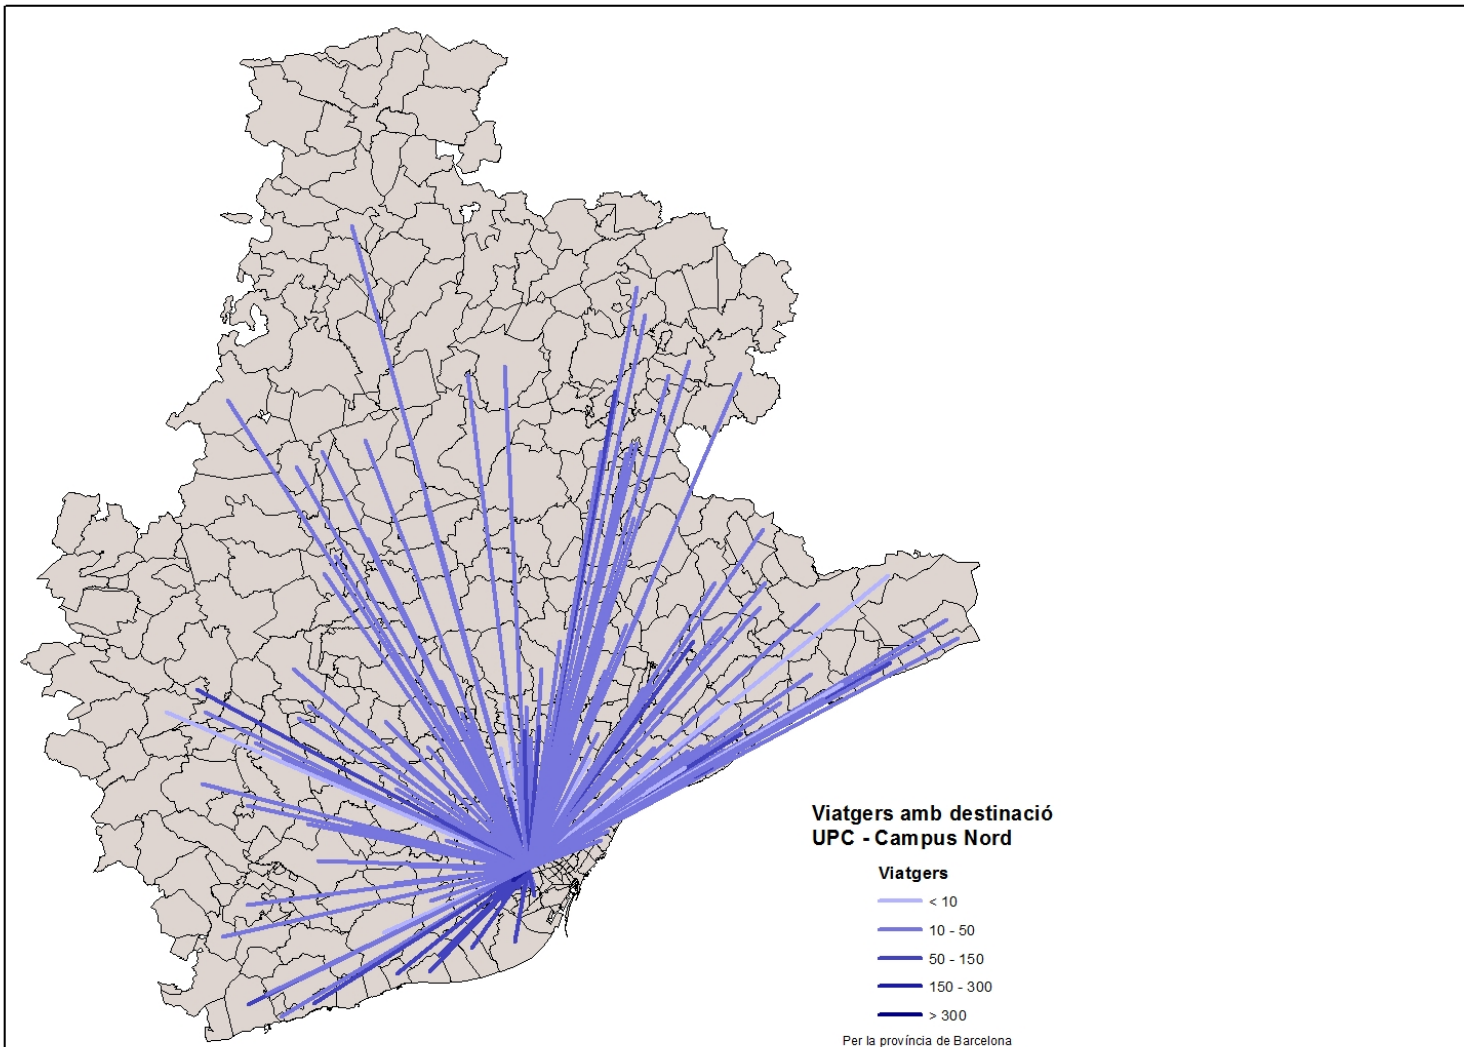 Viatgers amb destinació
UPC - Campus Nord
Viatgers
< 10
10 - 50
50 - 150
150 - 300
> 300
Per la província de Barcelona